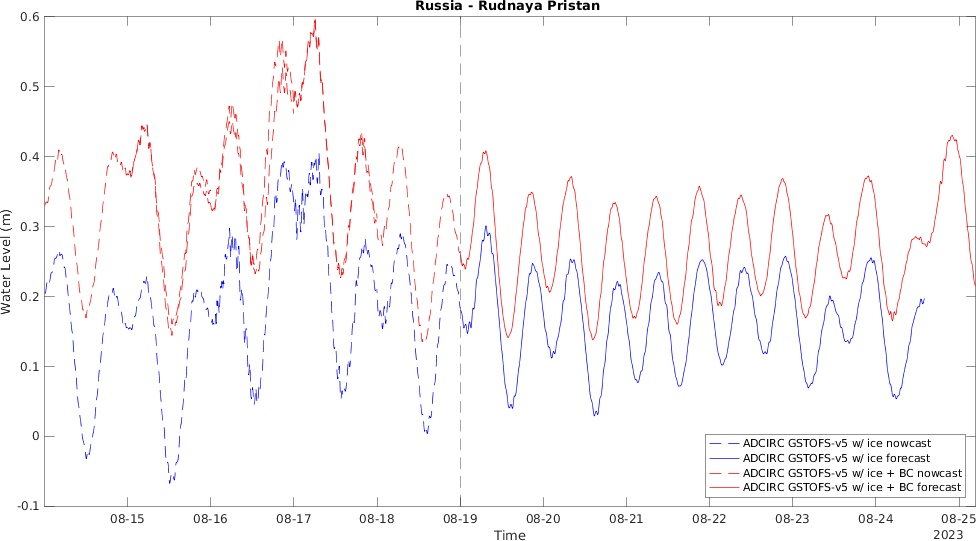 Russia - Rudnaya Pristan
0.6
0.5
0.4
0.3
0.2
0.1
0
-0.1
Water Level (m)
ADCIRC GSTOFS-v5 w/ ice nowcast
ADCIRC GSTOFS-v5 w/ ice forecast
ADCIRC GSTOFS-v5 w/ ice + BC nowcast
ADCIRC GSTOFS-v5 w/ ice + BC forecast
08-15 08-16 08-17 08-18 08-19 08-20 08-21 08-22 08-23 08-24 08-25
Time
2023